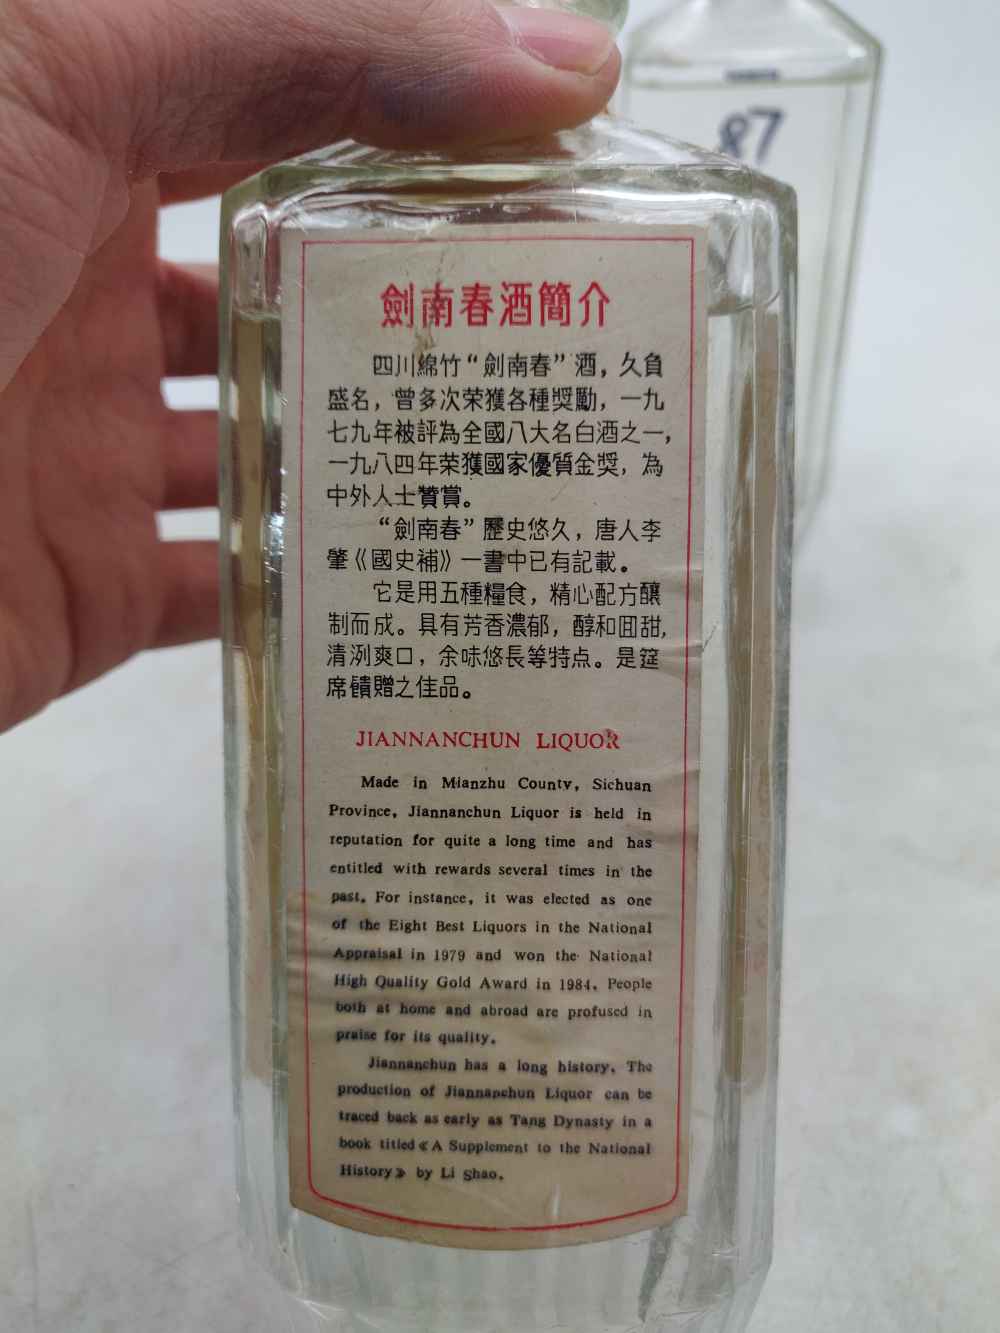 87
劍南春酒簡介
四川綿竹“劍南春”酒，久負
盛名，曾多次荣獲各種獎勵，一九
七九年被評為全國八大名白酒之一，
一九八四年荣獲國家優質金獎，為
中外人士贊賞。
“劍南春”歷史悠久，唐人李
肇《國史補》一書中已有記載。
它是用五種糧食，精心配方釀
制而成。具有芳香濃郁，醇和囬甜，
清洌爽口，余味悠長等特点。是筵
席饋贈之佳品。
JIANNANCHUN LIQUOR
Made in Mianzhu County, Sichuan
Province, Jiannanchun Liquor is held in
reputation for quite a long time and has
entitled with rewards several times in the
past. For instance, it was elected as one
of the Eight Best Liquors in the National
Appraisal in 1979 and won the National
High Quality Gold Award in 1984. People
both at home and abroad are profused in
praise for its quality.
Jiannanchun has a long history. The
production of Jiannanchun Liquor can be
traced back as early as Tang Dynasty in a
book titled《A Supplement to the National
History》by Li Shao.